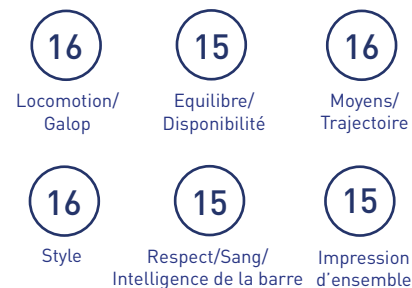 16 15 16
Locomotion/ Equilibre/ Moyens/
Galop Disponibilité Trajectoire
16 15 15
Style Respect/Sang/ Impression
Intelligence de la barre d'ensemble